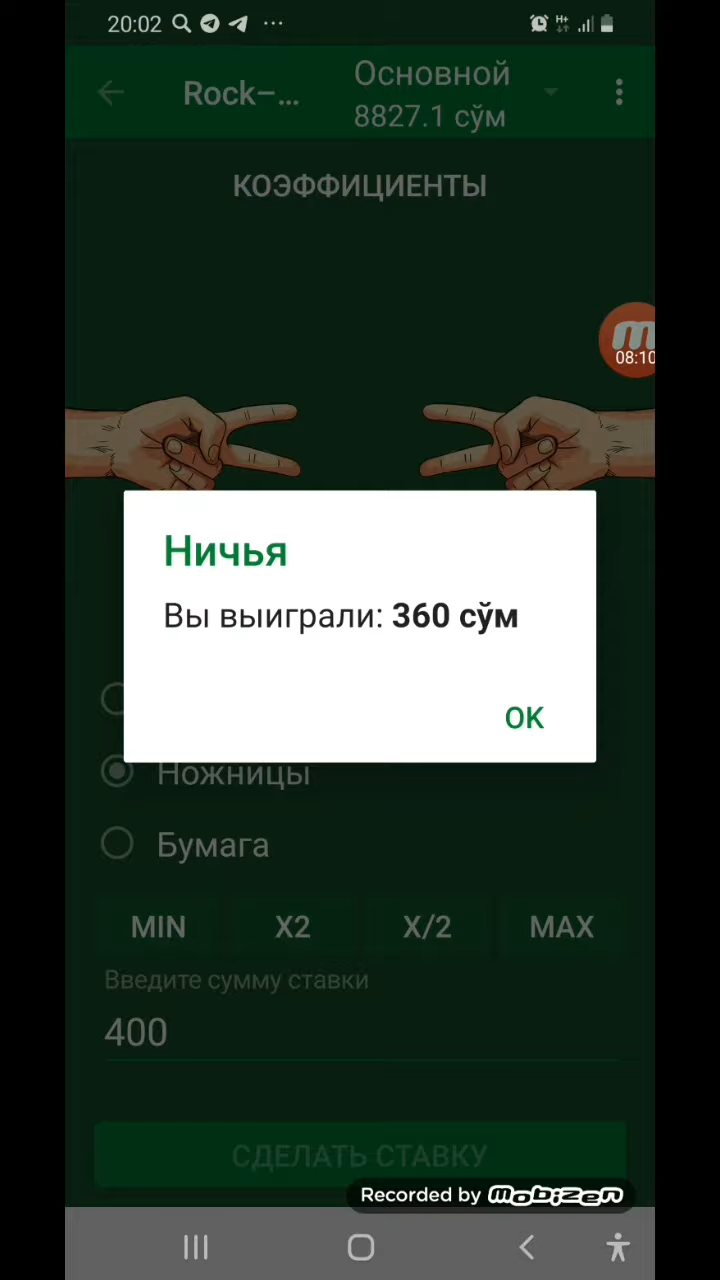 20:02
Rock–...
Основной
8827.1 сўм
КОЭФФИЦИЕНТЫ
m
08:10
Ничья
Вы выиграли: 360 сўм
OK
Ножницы
Бумага
MIN X2 X/2 MAX
Введите сумму ставки
400
СДЕЛАТЬ СТАВКУ
Recorded by Mobizen